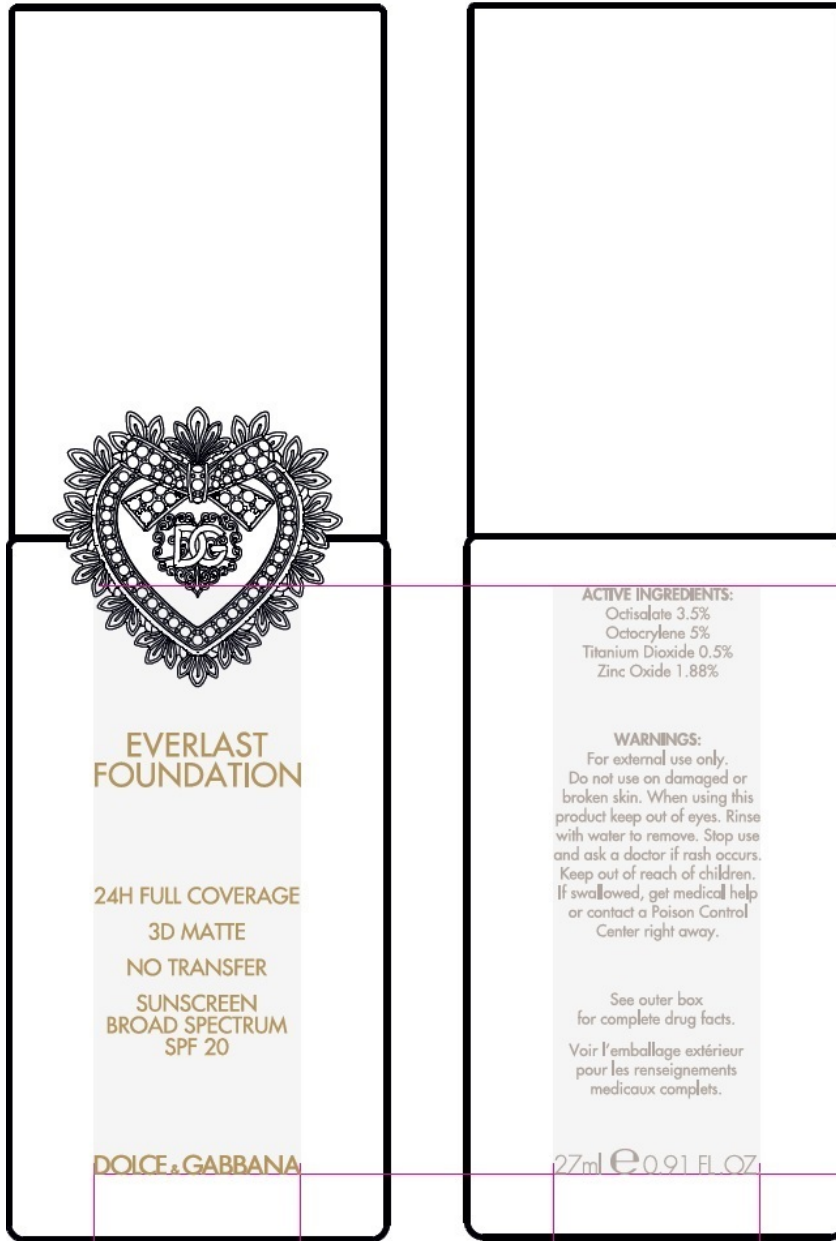 DG
EVERLAST
FOUNDATION
24H FULL COVERAGE
3D MATTE
NO TRANSFER
SUNSCREEN
BROAD SPECTRUM
SPF 20
DOLCE & GABBANA
ACTIVE INGREDIENTS:
Octisalate 3.5%
Octocrylene 5%
Titanium Dioxide 0.5%
Zinc Oxide 1.88%
WARNINGS:
For external use only.
Do not use on damaged or
broken skin. When using this
product keep out of eyes. Rinse
with water to remove. Stop use
and ask a doctor if rash occurs.
Keep out of reach of children.
If swallowed, get medical help
or contact a Poison Control
Center right away.
See outer box
for complete drug facts.
Voir l'emballage extérieur
pour les renseignements
medicaux complets.
27ml ℮ 0.91 FL.OZ.